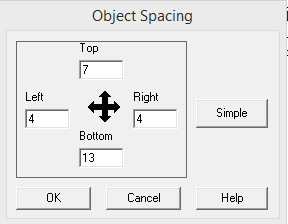 Object Spacing
Top
7
Left
Right
4
4
Simple
Bottom
13
OK
Cancel
Help